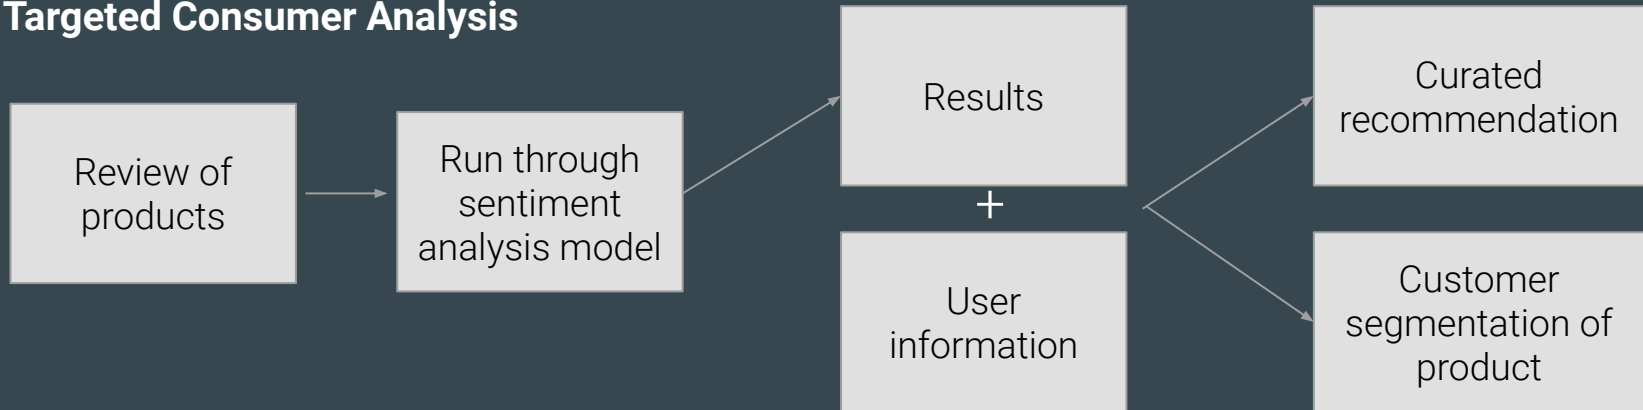 Targeted Consumer Analysis
Review of
products
Run through
sentiment
analysis model
Results
+
User
information
Curated
recommendation
Customer
segmentation of
product